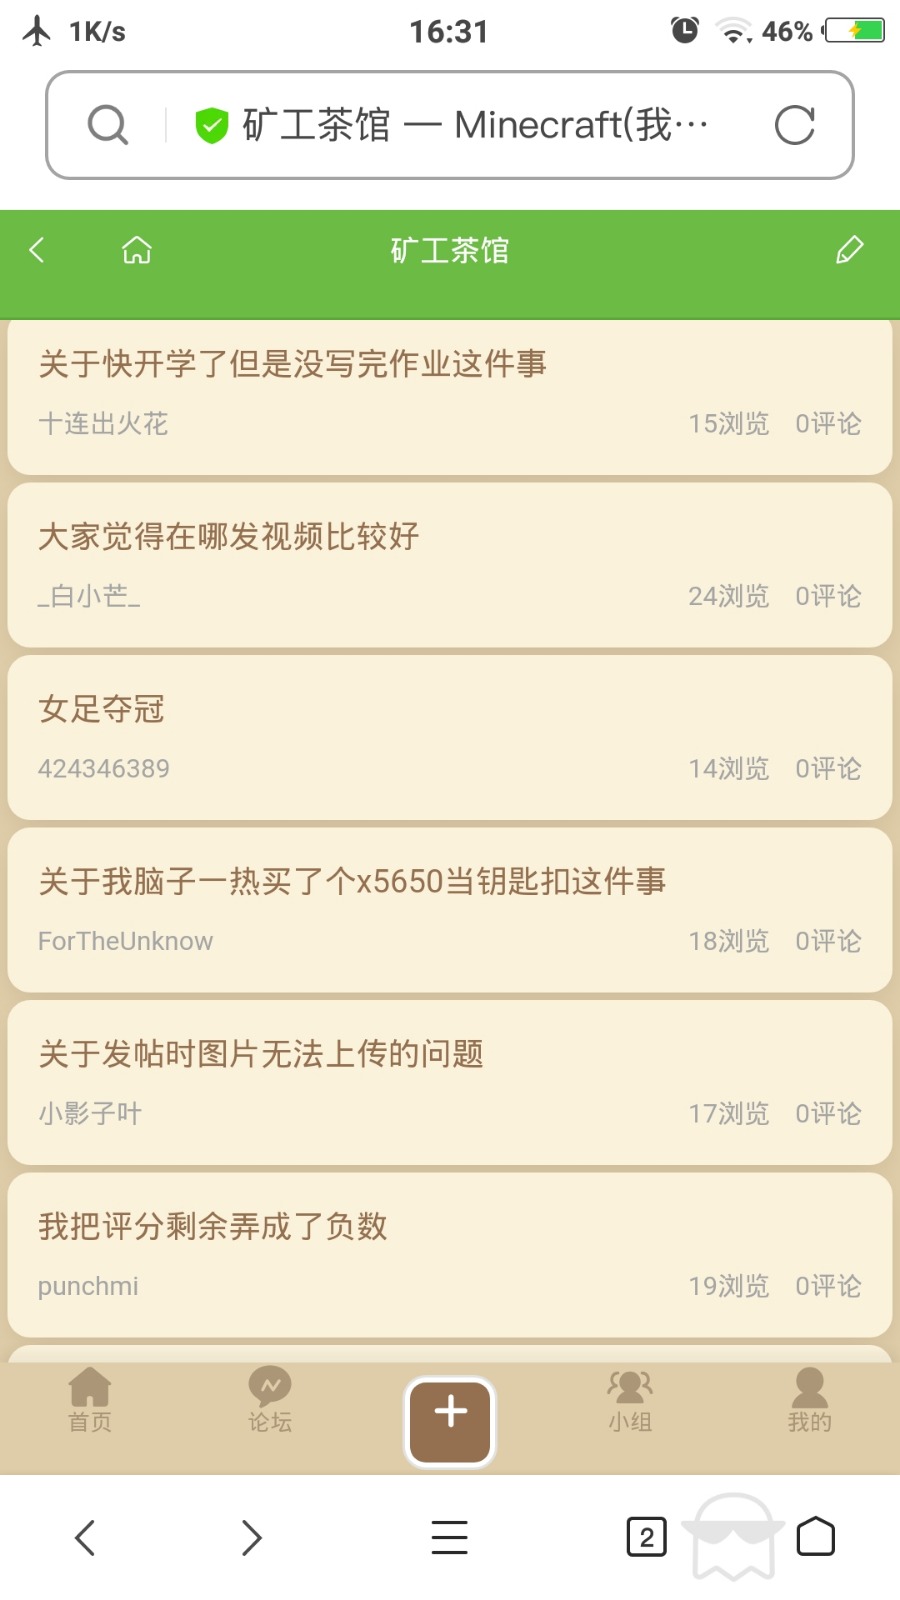 1K/s 16:31 46%
矿工茶馆 — Minecraft(我…
矿工茶馆
关于快开学了但是没写完作业这件事
十连出火花 15浏览 0评论
大家觉得在哪发视频比较好
_白小芒_ 24浏览 0评论
女足夺冠
424346389 14浏览 0评论
关于我脑子一热买了个x5650当钥匙扣这件事
ForTheUnknow 18浏览 0评论
关于发帖时图片无法上传的问题
小影子叶 17浏览 0评论
我把评分剩余弄成了负数
punchmi 19浏览 0评论
首页 论坛 小组 我的
2